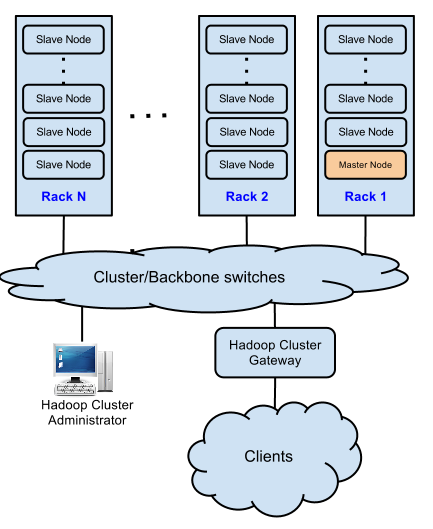 Slave Node
Slave Node
Slave Node
Slave Node
Rack N
Slave Node
Slave Node
Slave Node
Slave Node
Rack 2
Slave Node
Slave Node
Slave Node
Master Node
Rack 1
Cluster/Backbone switches
Hadoop Cluster
Administrator
Hadoop Cluster
Gateway
Clients